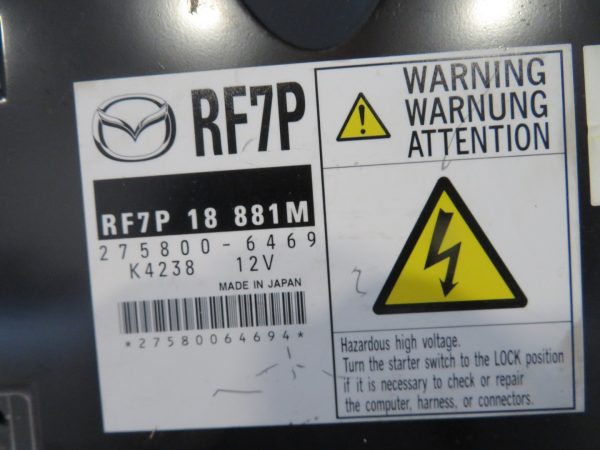 RF7P
RF7P 18 881M
275800-6469
K4238 12V
MADE IN JAPAN
*27580064694*
WARNING
WARNUNG
ATTENTION
Hazardous high voltage.
Turn the starter switch to the LOCK position
if it is necessary to check or repair
the computer, harness, or connectors.